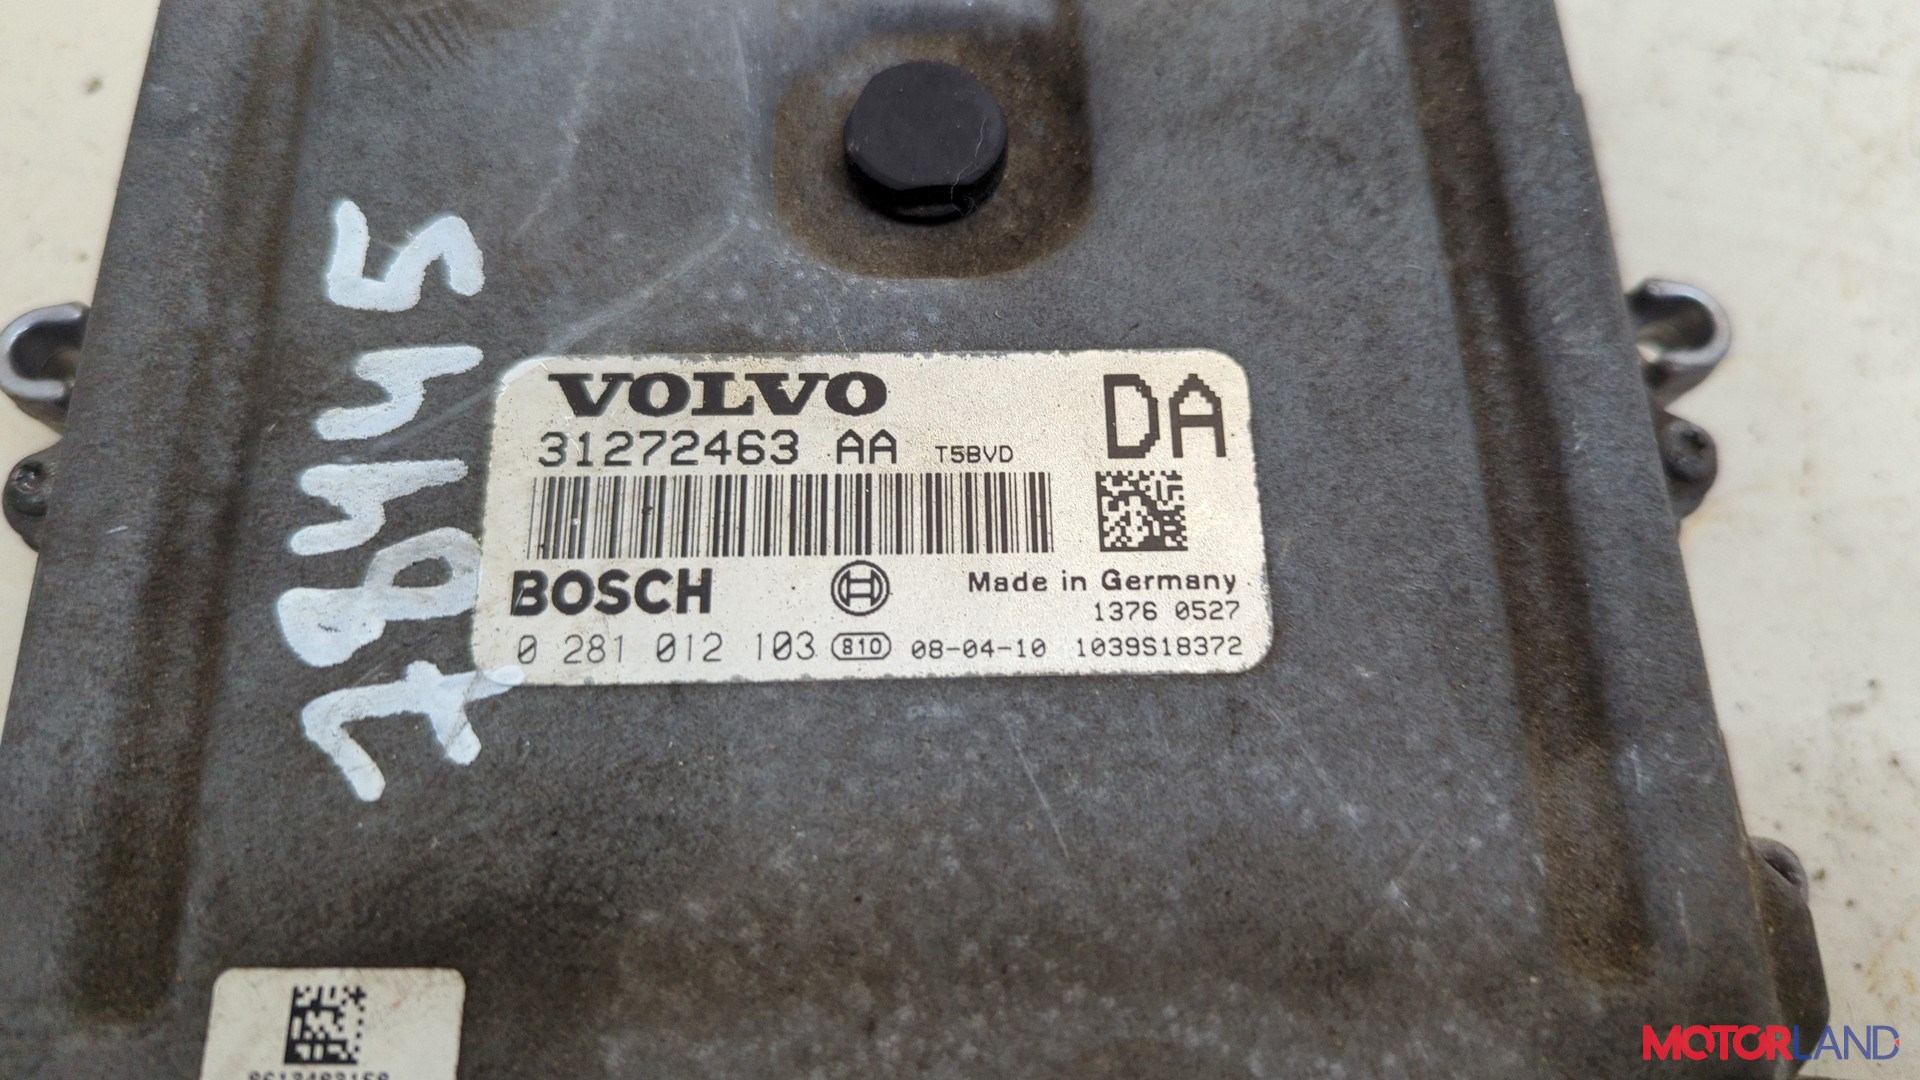 78445
VOLVO
DA
31272463 AA T5BVD
BOSCH
Made in Germany
1376 0527
0 281 012 103 810 08-04-10 1039S18372
MOTORLAND